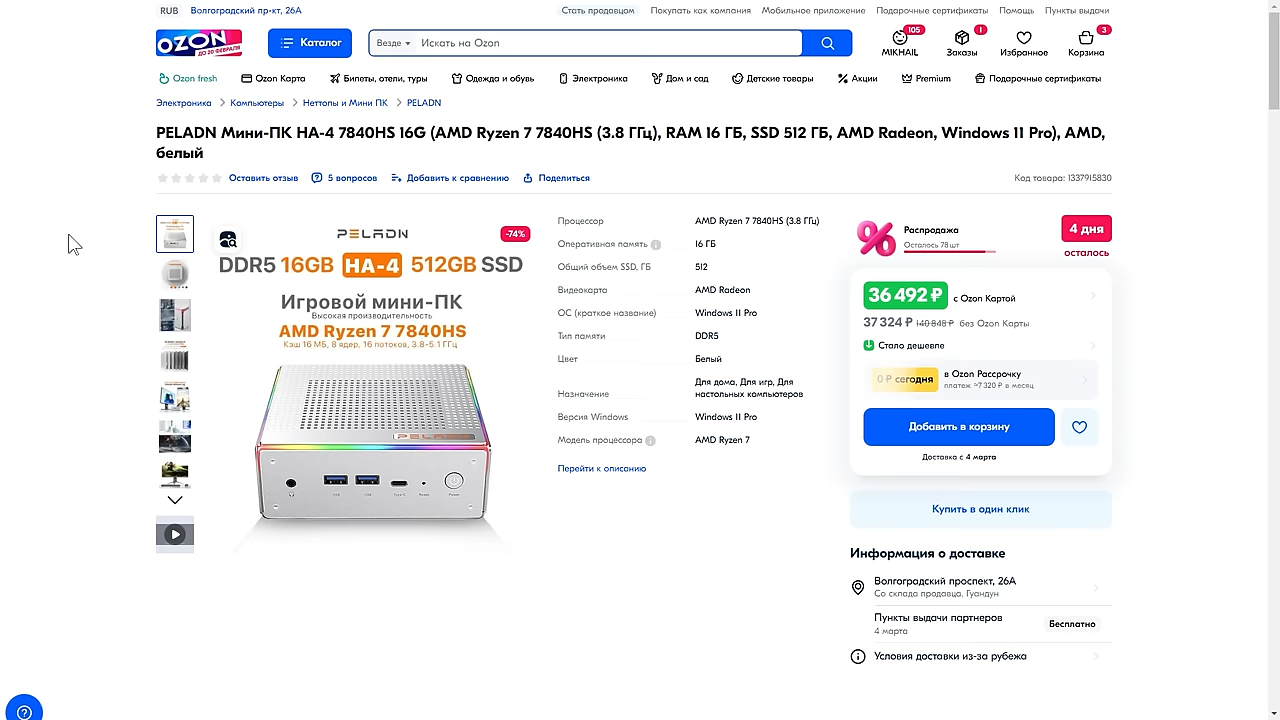 RUB Волгоградский пр-кт, 26А Стать продавцом Покупать как компания Мобильное приложение Подарочные сертификаты Помощь Пункты выдачи
OZON
ДО 20 ФЕВРАЛЯ
Каталог
Везде
Искать на Ozon
105
MIKHAIL
1
Заказы
Избранное
3
Корзина
Ozon fresh Ozon Карта Билеты, отели, туры Одежда и обувь Электроника Дом и сад Детские товары Акции Premium Подарочные сертификаты
Электроника Компьютеры Неттопы и Мини ПК PELADN
PELADN Мини-ПК HA-4 7840HS 16G (AMD Ryzen 7 7840HS (3.8 ГГц), RAM 16 ГБ, SSD 512 ГБ, AMD Radeon, Windows 11 Pro), AMD,
белый
Оставить отзыв 5 вопросов Добавить к сравнению Поделиться Код товара: 1337915830
PELADN
-74%
DDR5 16GB HA-4 512GB SSD
Игровой мини-ПК
Высокая производительность
AMD Ryzen 7 7840HS
Кэш 16 МБ, 8 ядер, 16 потоков, 3.8-5.1 ГГц
USB USB Type-C Reset Power
Процессор AMD Ryzen 7 7840HS (3.8 ГГц)
Оперативная память 16 ГБ
Общий объем SSD, ГБ 512
Видеокарта AMD Radeon
ОС (краткое название) Windows 11 Pro
Тип памяти DDR5
Цвет Белый
Назначение Для дома, Для игр, Для
настольных компьютеров
Версия Windows Windows 11 Pro
Модель процессора AMD Ryzen 7
Перейти к описанию
%
Распродажа
Осталось 78 шт
4 дня
осталось
36 492 ₽ с Ozon Картой
37 324 ₽ 140 848 ₽ без Ozon Карты
Стало дешевле
0 ₽ сегодня
в Ozon Рассрочку
платеж ≈7 320 ₽ в месяц
Добавить в корзину
Доставка с 4 марта
Купить в один клик
Информация о доставке
Волгоградский проспект, 26А
Со склада продавца, Гуандун
Пункты выдачи партнеров
4 марта
Бесплатно
Условия доставки из-за рубежа